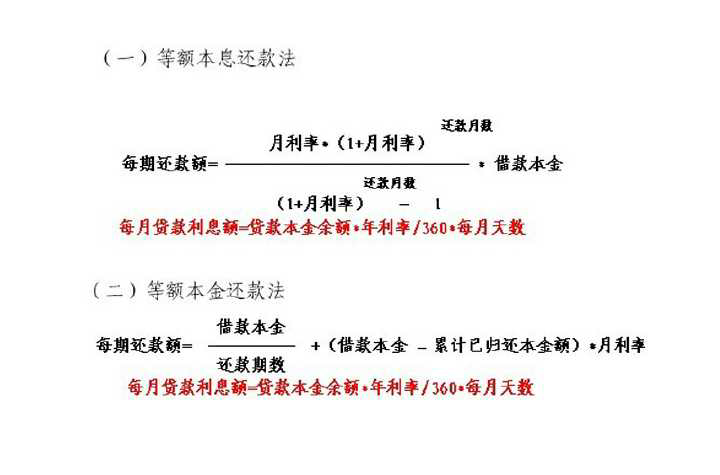 （一）等额本息还款法
还款月数
月利率*（1+月利率）
每期还款额= * 借款本金
还款月数
（1+月利率） － 1
每月贷款利息额=贷款本金余额*年利率/360*每月天数
（二）等额本金还款法
借款本金
每期还款额= +（借款本金 － 累计已归还本金额）*月利率
还款期数
每月贷款利息额=贷款本金余额*年利率/360*每月天数